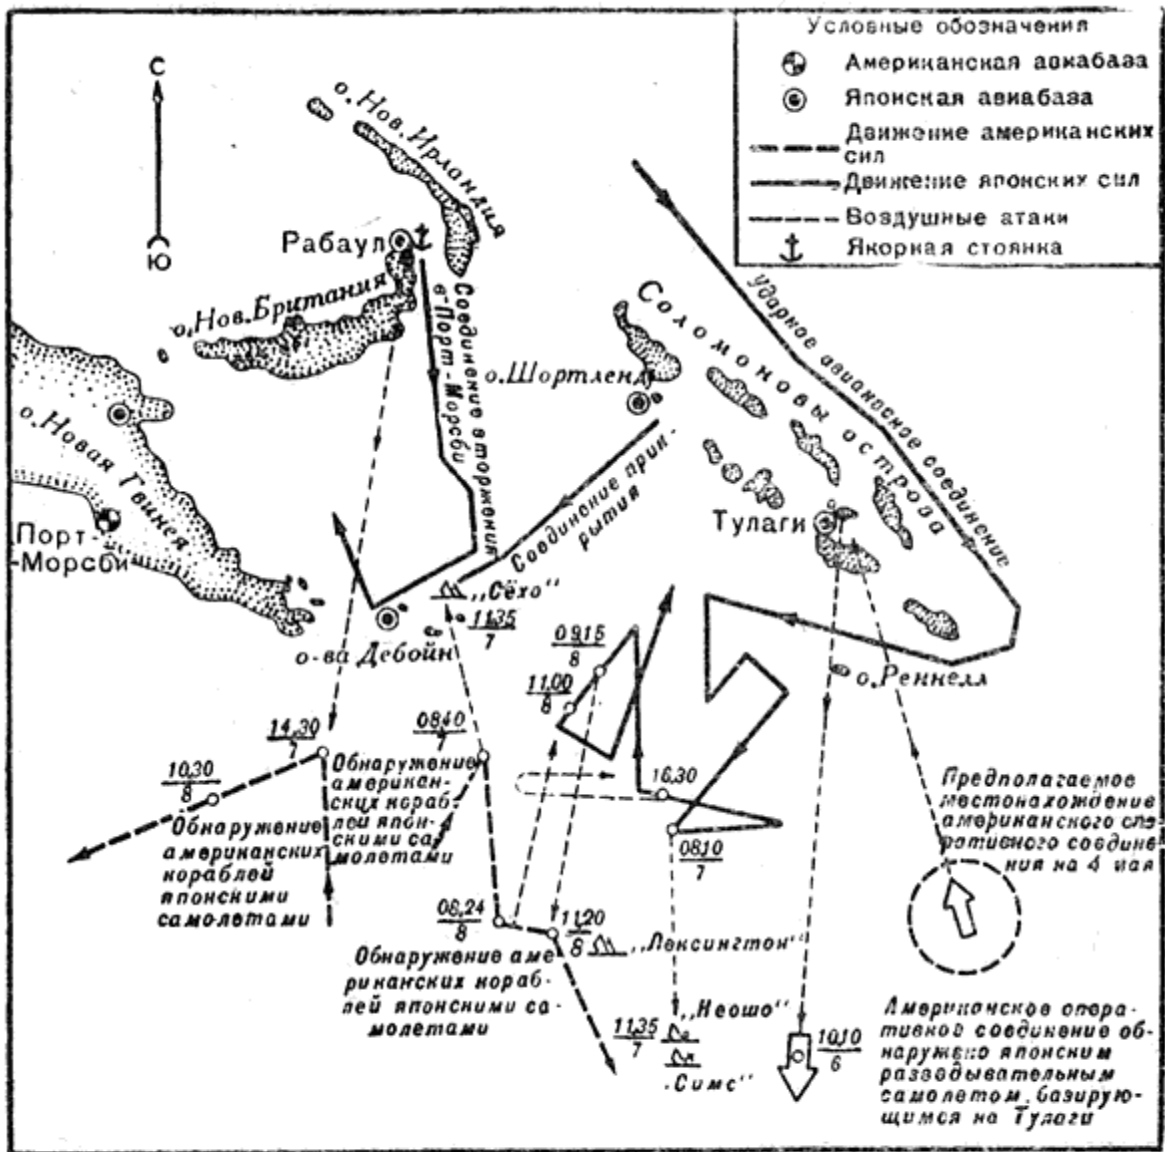 Условные обозначения
Американская авиабаза
Японская авиабаза
Движение американских
сил
Движение японских сил
Воздушные атаки
Якорная стоянка
С
Ю
о. Нов. Ирландия
Рабаул
о. Нов. Британия
Соединение вторжения
в Порт-Морсби
о. Шортленд
Соломоновы острова
Ударное авианосное соединение
о. Новая Гвинея
Порт-
-Морсби
Соединение прик-
рытия
Тулаги
„Сёхо“
11.35
7
о-ва Дебойн
09.15
8
11.00
8
о. Реннелл
14.30
7
08.40
7
10.30
8
Обнаружение
американ-
ских кораб-
лей япон-
скими са-
молетами
16.30
Обнаружение
американских
кораблей
японскими
самолетами
08.10
7
Предполагаемое
местонахождение
американского опе-
ративного соедине-
ния на 4 мая
08.24
8
11.20
8
„Лексингтон“
Обнаружение аме
риканских кораб-
лей японскими са-
молетами
„Неошо“
11.35
7
„Симс“
10.10
6
Американское опера-
тивное соединение об-
наружено японским
разведывательным
самолетом, базирую-
щимся на Тулаги